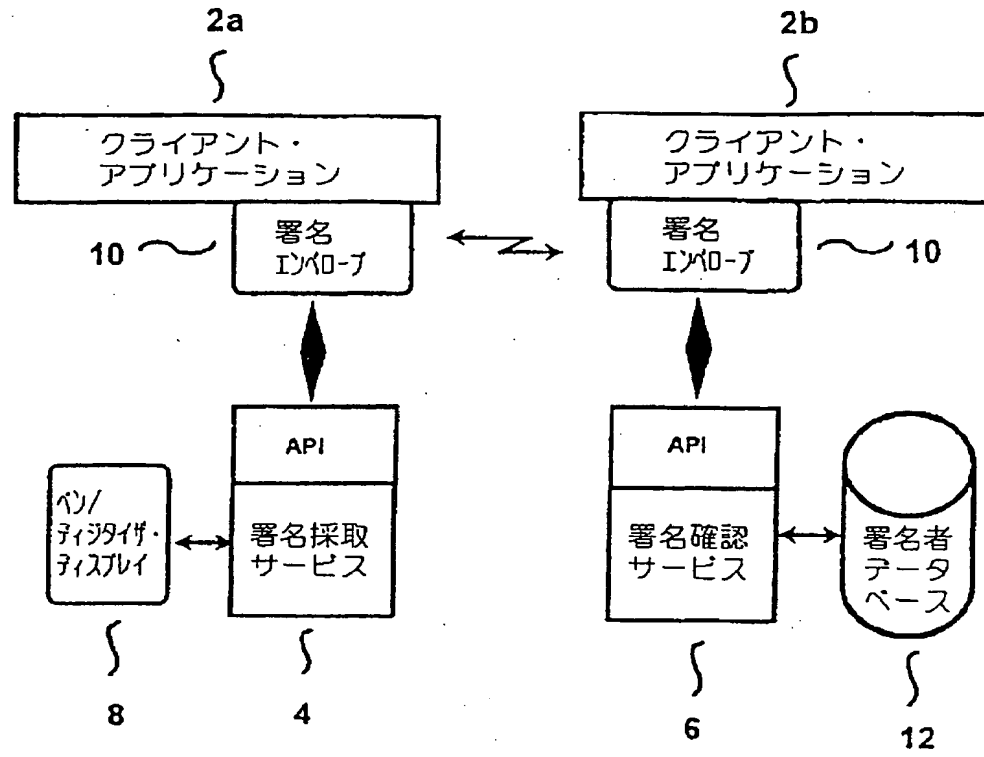 2a
2b
クライアント・
アプリケーション
クライアント・
アプリケーション
10
署名
エンベロープ
署名
エンベロープ
10
API
API
ペン/
ディジタイザ・
ディスプレイ
署名採取
サービス
署名確認
サービス
署名者
データ
ベース
8
4
6
12